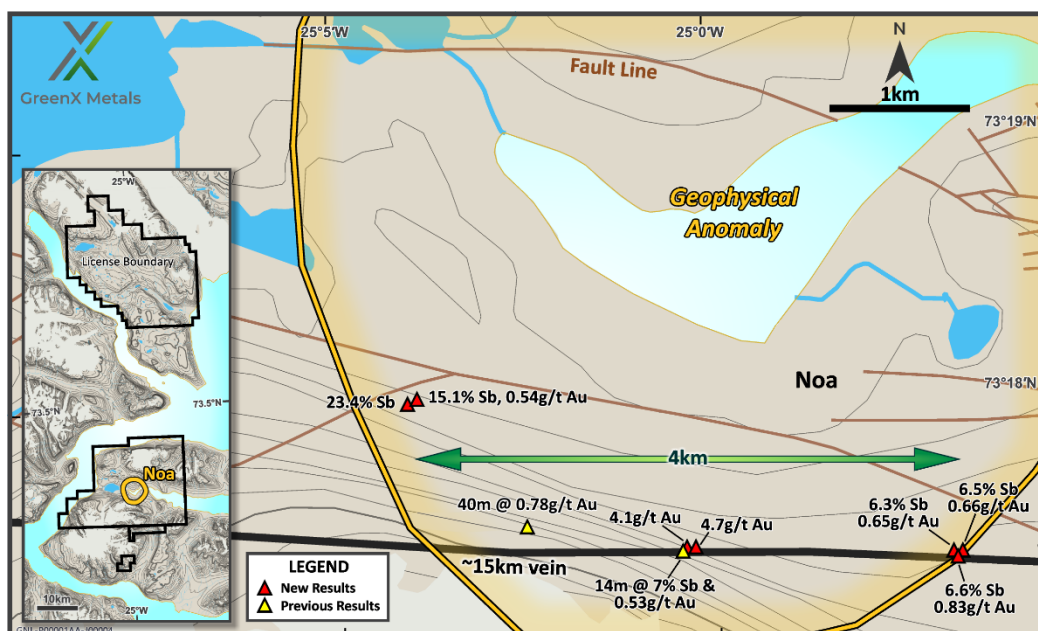 GreenX Metals
25°5'W
25°0'W
N
1km
Fault Line
73°19'N
Geophysical
Anomaly
25°W
License Boundary
73.5°N
Noa
10km
25°W
73.5°N
Noa
73°18'N
23.4% Sb
15.1% Sb, 0.54g/t Au
4km
40m @ 0.78g/t Au
4.1g/t Au
4.7g/t Au
6.3% Sb
0.65g/t Au
6.5% Sb
0.66g/t Au
~15km vein
14m @ 7% Sb &
0.53g/t Au
6.6% Sb
0.83g/t Au
LEGEND
New Results
Previous Results